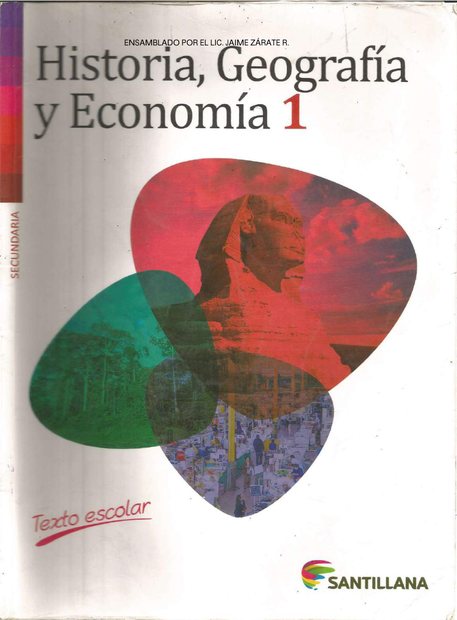 ENSAMBLADO POR EL LIC. JAIME ZÁRATE R.
Historia, Geografía
y Economía 1
SECUNDARIA
Texto escolar
SANTILLANA